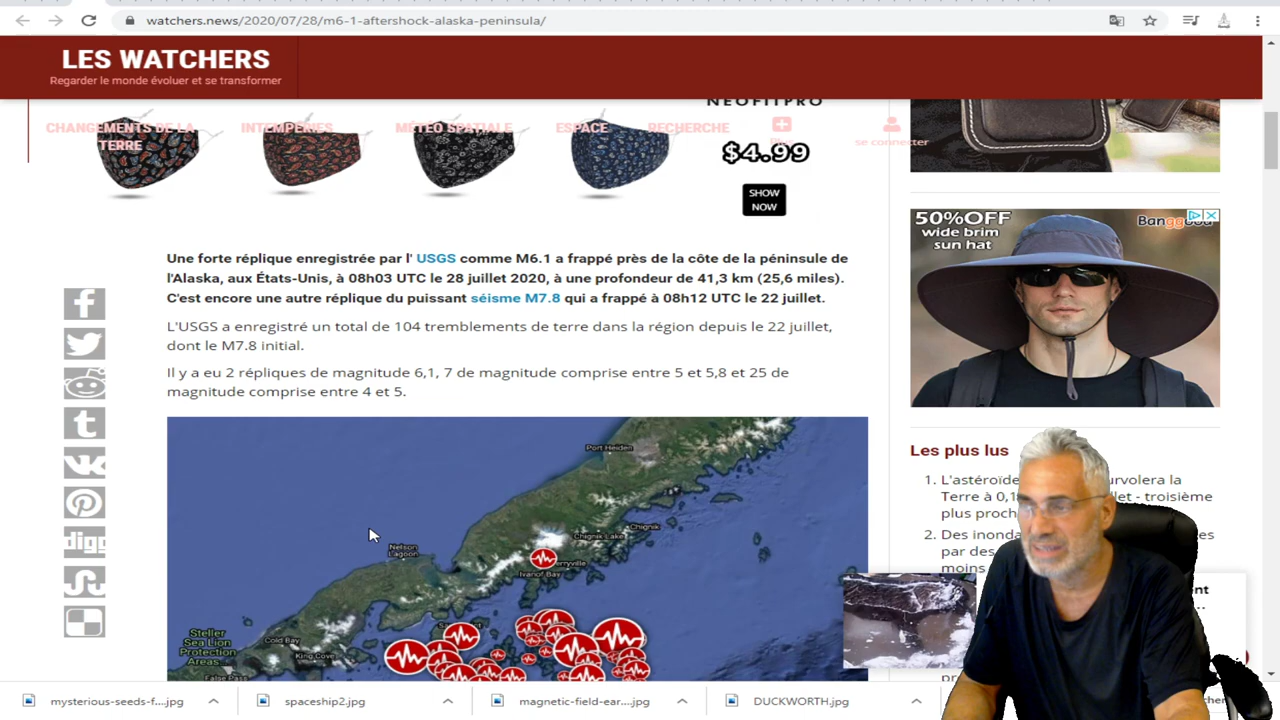 watchers.news/2020/07/28/m6-1-aftershock-alaska-peninsula/
LES WATCHERS
Regarder le monde évoluer et se transformer
CHANGEMENTS DE LA
TERRE
INTEMPÉRIES
MÉTÉO SPATIALE
ESPACE
RECHERCHE
se connecter
NEOFITPRO
$4.99
SHOW
NOW
50%OFF
wide brim
sun hat
Banggood
Une forte réplique enregistrée par l' USGS comme M6.1 a frappé près de la côte de la péninsule de
l'Alaska, aux États-Unis, à 08h03 UTC le 28 juillet 2020, à une profondeur de 41,3 km (25,6 miles).
C'est encore une autre réplique du puissant séisme M7.8 qui a frappé à 08h12 UTC le 22 juillet.
L'USGS a enregistré un total de 104 tremblements de terre dans la région depuis le 22 juillet,
dont le M7.8 initial.
Il y a eu 2 répliques de magnitude 6,1, 7 de magnitude comprise entre 5 et 5,8 et 25 de
magnitude comprise entre 4 et 5.
digg
Port Heiden
Chignik
Chignik Lake
Nelson
Lagoon
Ivanof Bay
Cold Bay
King Cove
False Pass
Steller
Sea Lion
Protection
Areas
Les plus lus
1. L'astéroïde urvolera la
Terre à 0,1 llet - troisième
plus proch
2. Des inonda es
par des
moins
mysterious-seeds-f....jpg
spaceship2.jpg
magnetic-field-ear....jpg
DUCKWORTH.jpg